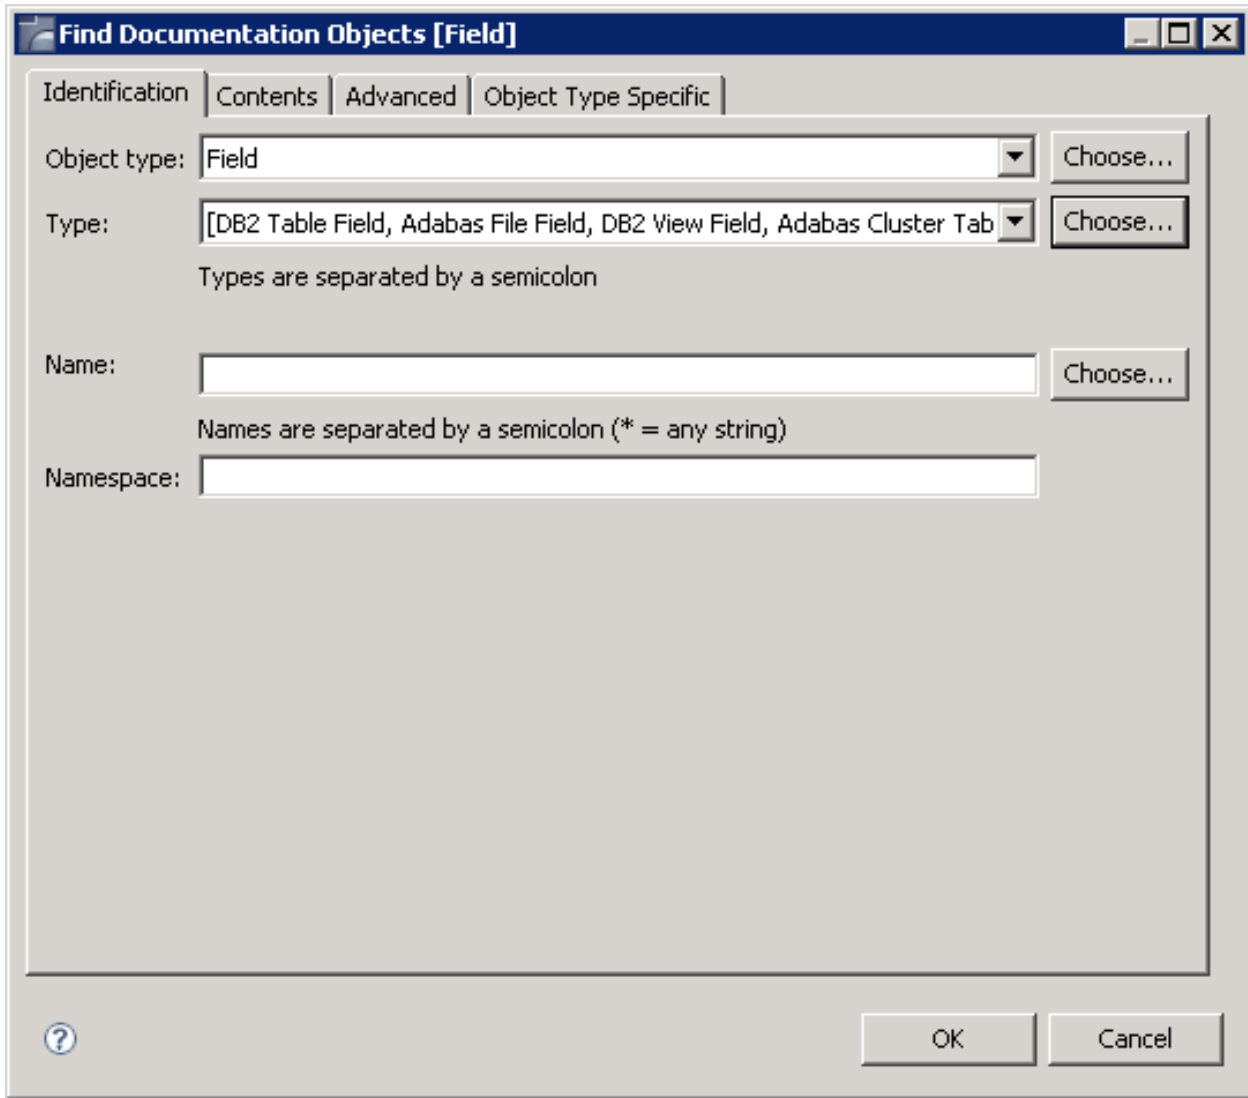 Find Documentation Objects [Field]
Identification Contents Advanced Object Type Specific
Object type: Field Choose...
Type: [DB2 Table Field, Adabas File Field, DB2 View Field, Adabas Cluster Tab Choose...
Types are separated by a semicolon
Name: Choose...
Names are separated by a semicolon (* = any string)
Namespace:
? OK Cancel